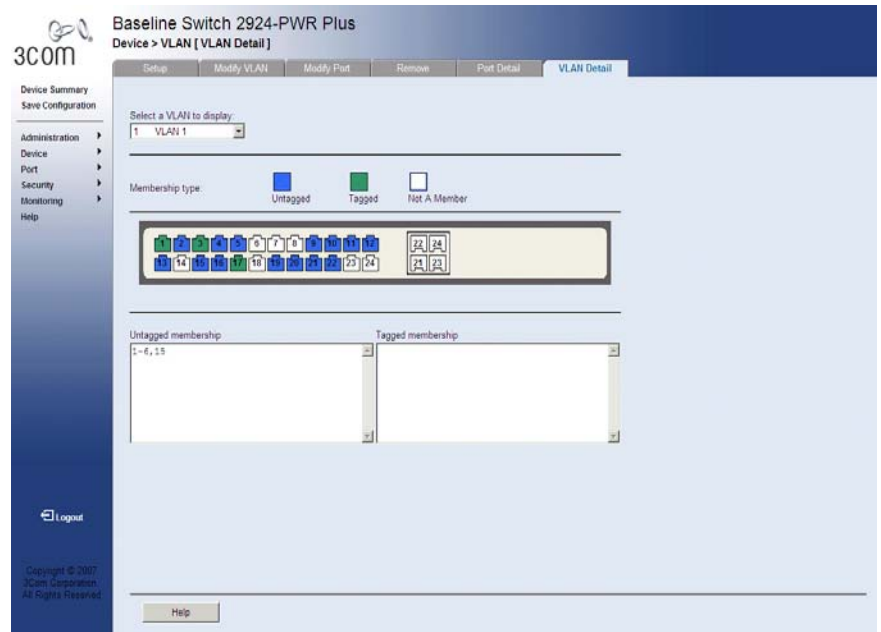 3COM
Baseline Switch 2924-PWR Plus
Device > VLAN [ VLAN Detail ]
Setup Modify VLAN Modify Port Remove Port Detail VLAN Detail
Device Summary
Save Configuration
Administration
Device
Port
Security
Monitoring
Help
Logout
Copyright © 2007
3Com Corporation.
All Rights Reserved
Select a VLAN to display:
1 VLAN 1
Membership type:
Untagged Tagged Not A Member
1 2 3 4 5 6 7 8 9 10 11 12 22 24
13 14 15 16 17 18 19 20 21 22 23 24 21 23
Untagged membership Tagged membership
1-6,15
Help